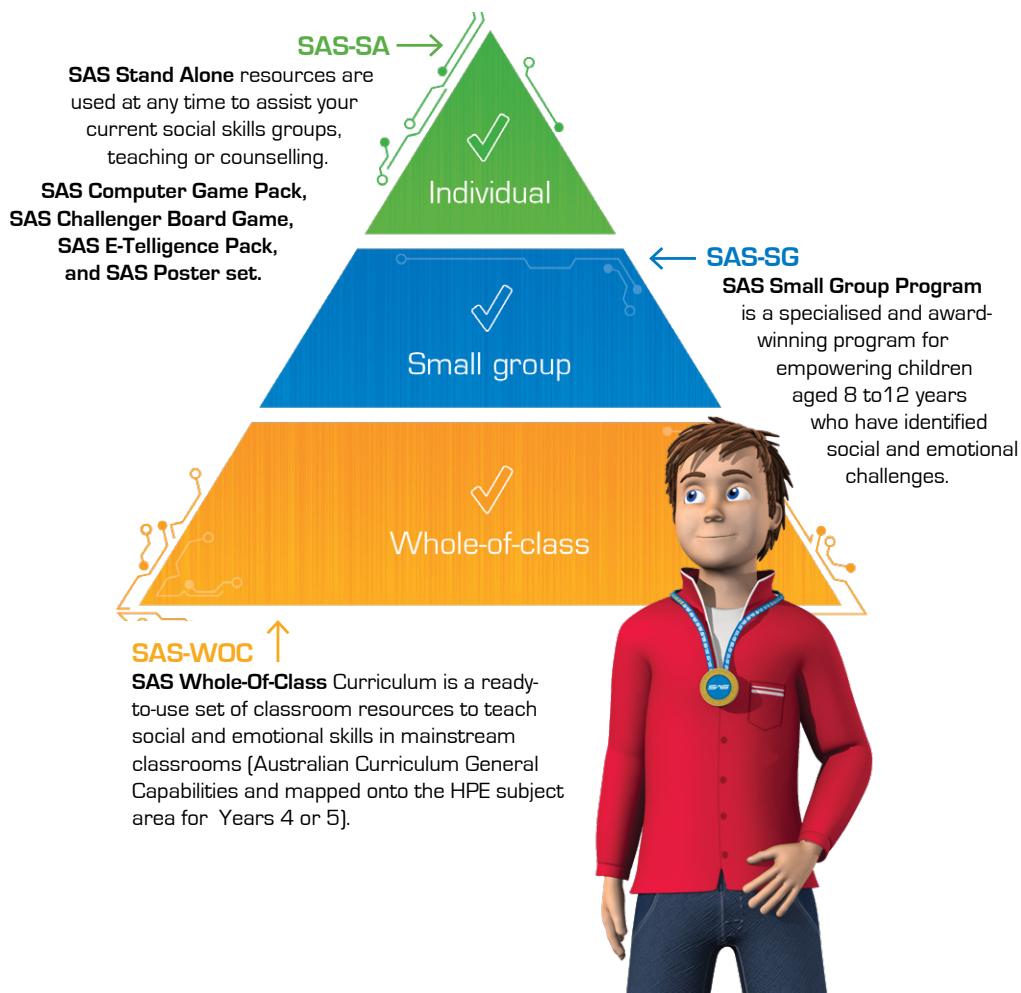 SAS-SA
SAS Stand Alone resources are
used at any time to assist your
current social skills groups,
teaching or counselling.
SAS Computer Game Pack,
SAS Challenger Board Game,
SAS E-Telligence Pack,
and SAS Poster set.
Individual
SAS-SG
SAS Small Group Program
is a specialised and award-
winning program for
empowering children
aged 8 to12 years
who have identified
social and emotional
challenges.
Small group
Whole-of-class
SAS
SAS-WOC
SAS Whole-Of-Class Curriculum is a ready-
to-use set of classroom resources to teach
social and emotional skills in mainstream
classrooms (Australian Curriculum General
Capabilities and mapped onto the HPE subject
area for Years 4 or 5).